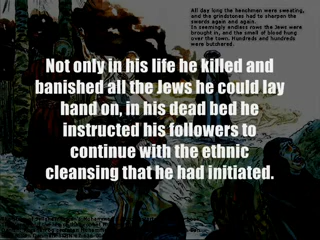 All day long the henchmen were sweating,
and the grindstones had to sharpen the
swords again and again.
In seemingly endless rows the Jews were
brought in, and the smell of blood hung
over the town. Hundreds and hundreds
were butchered.
Not only in his life he killed and
banished all the Jews he could lay
hand on, in his dead bed he
instructed his followers to
continue with the ethnic
cleansing that he had initiated.